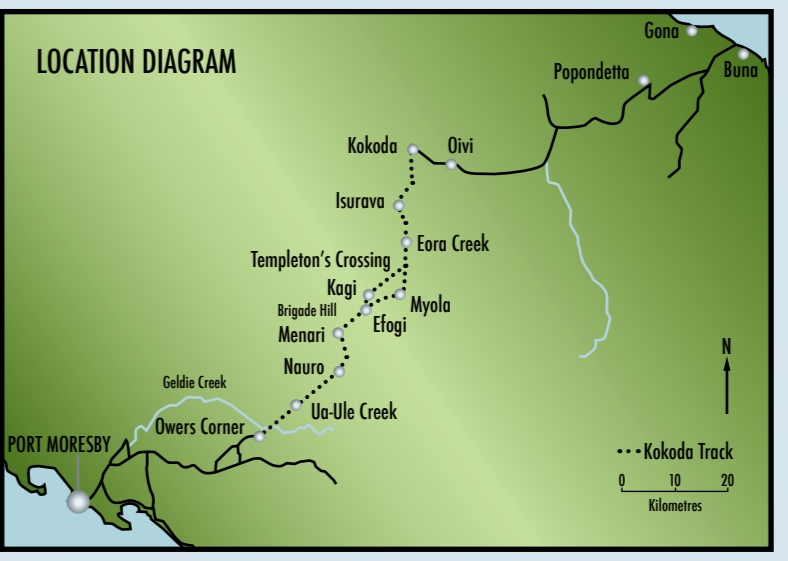 LOCATION DIAGRAM
Gona
Buna
Popondetta
Kokoda
Oivi
Isurava
Eora Creek
Templeton's Crossing
Kagi
Myola
Brigade Hill
Efogi
Menari
Nauro
Geldie Creek
Ua-Ule Creek
Owers Corner
PORT MORESBY
N
Kokoda Track
0 10 20
Kilometres